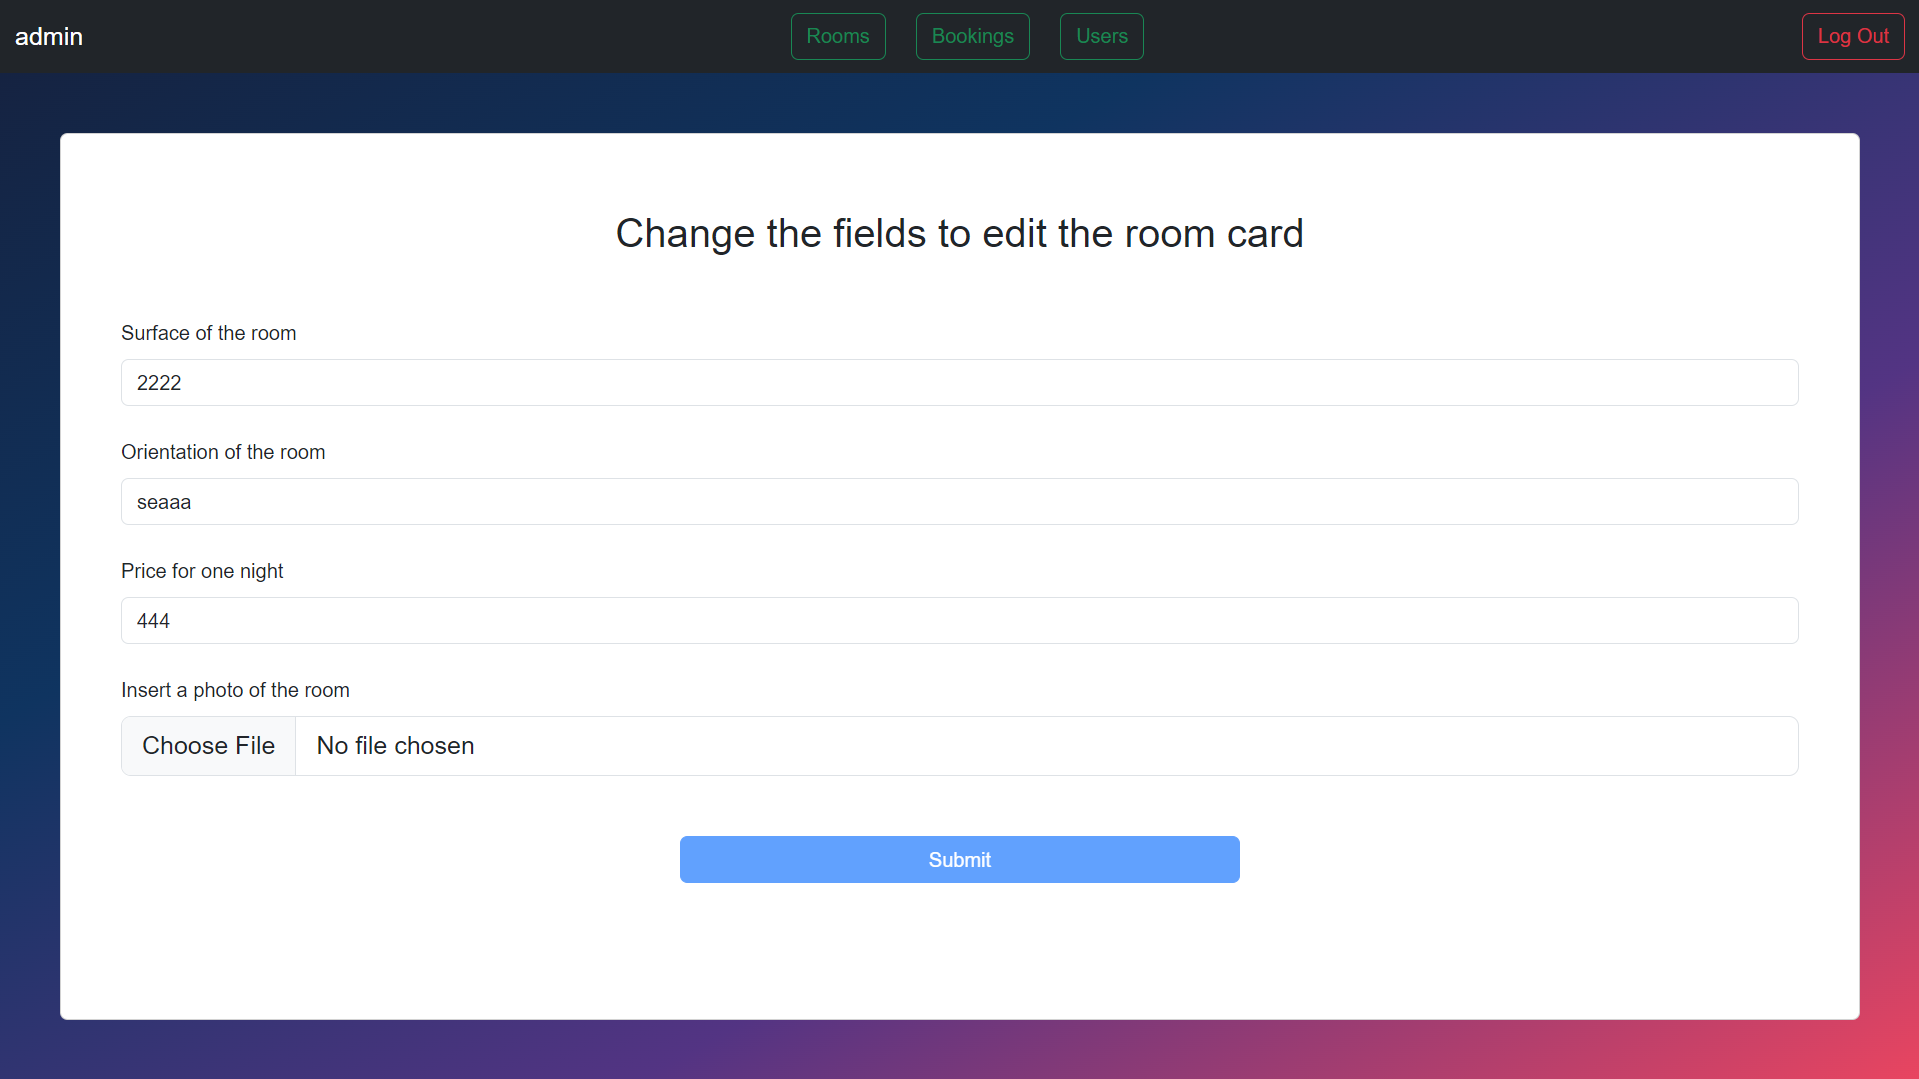 admin
Rooms
Bookings
Users
Log Out
Change the fields to edit the room card
Surface of the room
2222
Orientation of the room
seaaa
Price for one night
444
Insert a photo of the room
Choose File
No file chosen
Submit